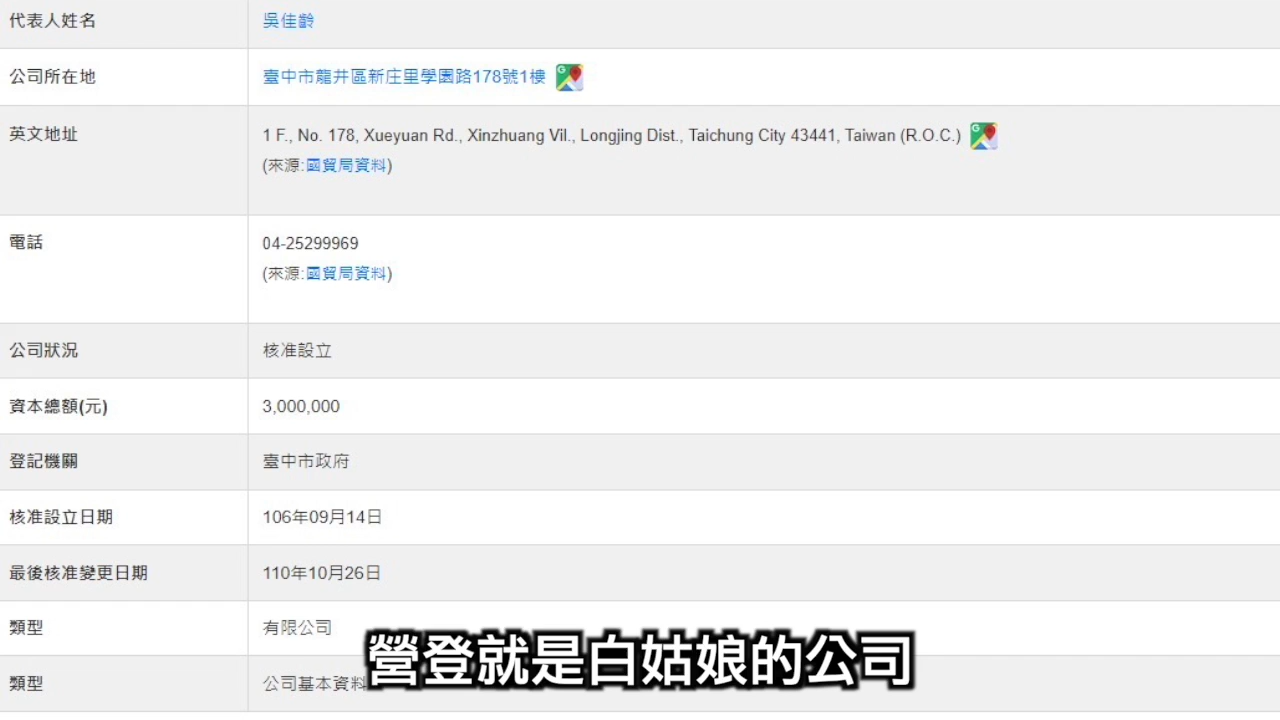 代表人姓名 吳佳齡
公司所在地 臺中市龍井區新庄里學園路178號1樓
英文地址 1 F., No. 178, Xueyuan Rd., Xinzhuang Vil., Longjing Dist., Taichung City 43441, Taiwan (R.O.C.)
(來源:國貿局資料)
電話 04-25299969
(來源:國貿局資料)
公司狀況 核准設立
資本總額(元) 3,000,000
登記機關 臺中市政府
核准設立日期 106年09月14日
最後核准變更日期 110年10月26日
類型 有限公司
類型 公司基本資料
營登就是白姑娘的公司